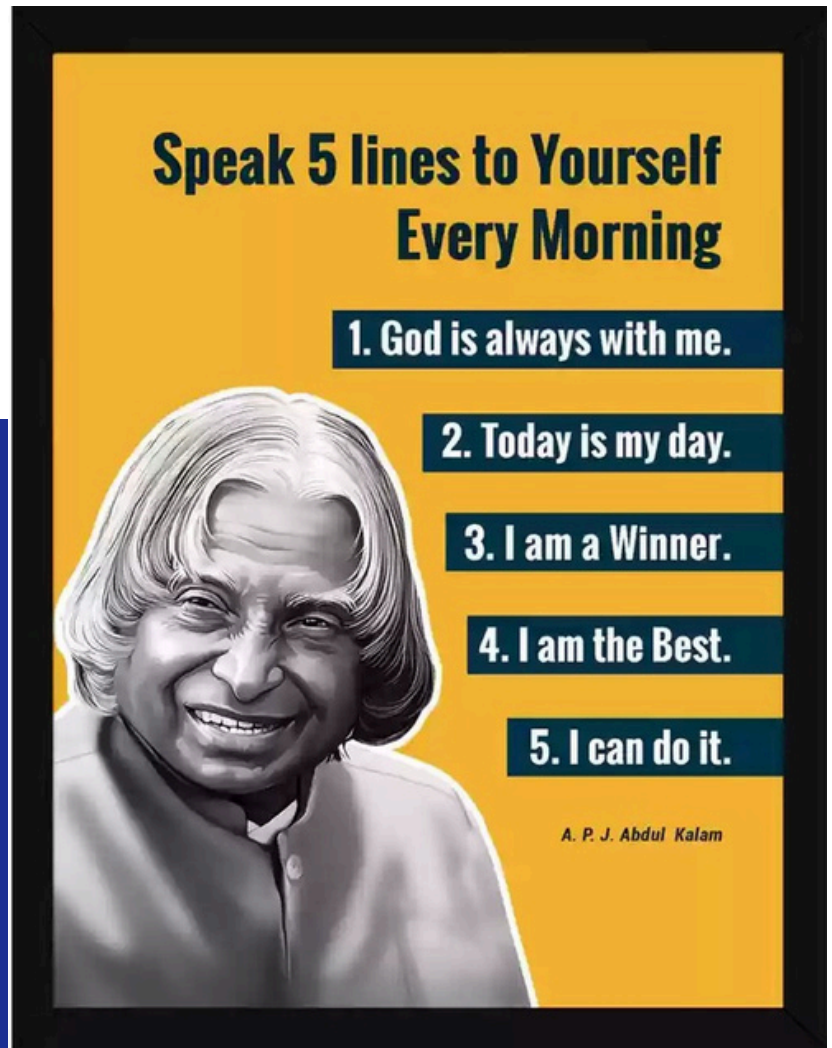 Speak 5 lines to Yourself
Every Morning
1. God is always with me.
2. Today is my day.
3. I am a Winner.
4. I am the Best.
5. I can do it.
A. P. J. Abdul Kalam